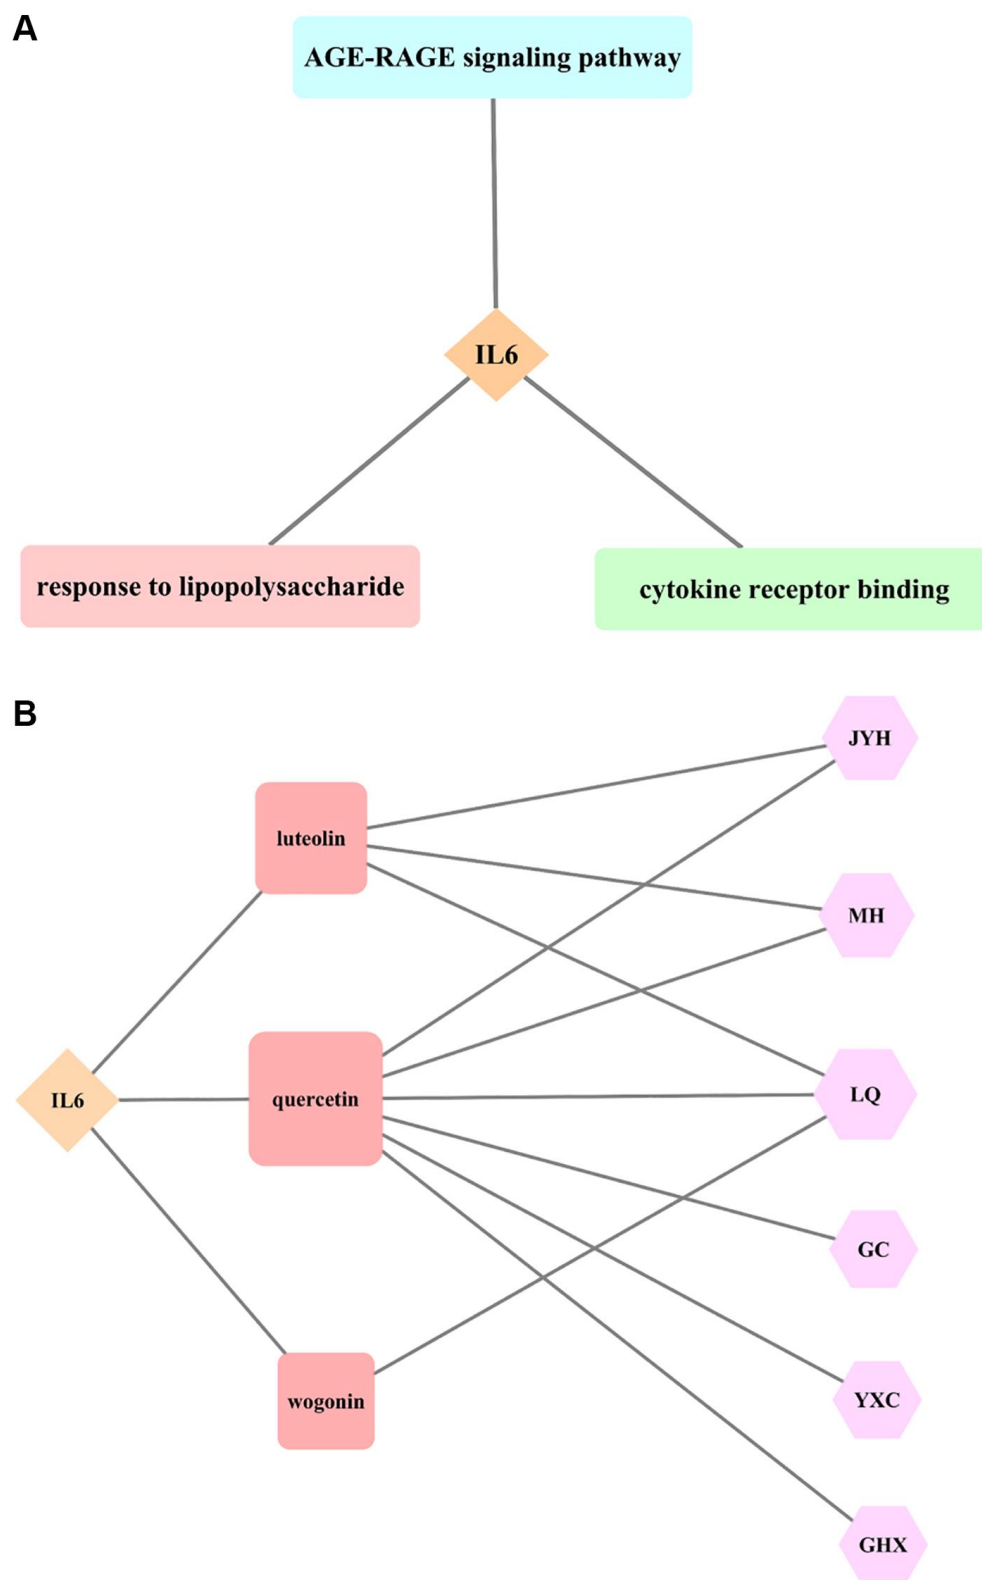 A
AGE-RAGE signaling pathway
IL6
response to lipopolysaccharide
cytokine receptor binding
B
JYH
luteolin
MH
LQ
quercetin
IL6
GC
wogonin
YXC
GHX